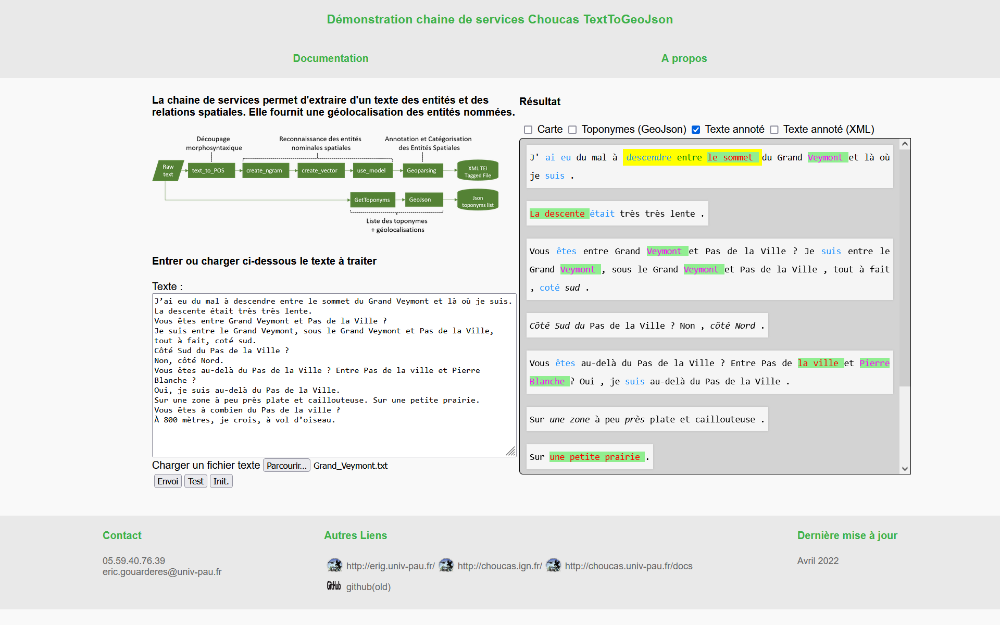 Démonstration chaine de services Choucas TextToGeoJson
Documentation
A propos
La chaine de services permet d'extraire d'un texte des entités et des
relations spatiales. Elle fournit une géolocalisation des entités nommées.
Découpage
morphosyntaxique
Reconnaissance des entités
nominales spatiales
Annotation et Catégorisation
des Entités Spatiales
Raw
text
text_to_POS
create_ngram
create_vector
use_model
Geoparsing
XML TEI
Tagged File
GetToponyms
GeoJson
Json
toponyms list
Liste des toponymes
+ géolocalisations
Entrer ou charger ci-dessous le texte à traiter
Texte :
J’ai eu du mal à descendre entre le sommet du Grand Veymont et là où je suis.
La descente était très très lente.
Vous êtes entre Grand Veymont et Pas de la Ville ?
Je suis entre le Grand Veymont, sous le Grand Veymont et Pas de la Ville,
tout à fait, coté sud.
Côté Sud du Pas de la Ville ?
Non, côté Nord.
Vous êtes au-delà du Pas de la Ville ? Entre Pas de la ville et Pierre
Blanche ?
Oui, je suis au-delà du Pas de la Ville.
Sur une zone à peu près plate et caillouteuse. Sur une petite prairie.
Vous êtes à combien du Pas de la ville ?
À 800 mètres, je crois, à vol d’oiseau.
Charger un fichier texte Parcourir... Grand_Veymont.txt
Envoi Test Init.
Résultat
Carte Toponymes (GeoJson) Texte annoté Texte annoté (XML)
J' ai eu du mal à descendre entre le sommet du Grand Veymont et là où
je suis .
La descente était très très lente .
Vous êtes entre Grand Veymont et Pas de la Ville ? Je suis entre le
Grand Veymont , sous le Grand Veymont et Pas de la Ville , tout à fait
, coté sud .
Côté Sud du Pas de la Ville ? Non , côté Nord .
Vous êtes au-delà du Pas de la Ville ? Entre Pas de la ville et Pierre
Blanche ? Oui , je suis au-delà du Pas de la Ville .
Sur une zone à peu près plate et caillouteuse .
Sur une petite prairie .
Contact
05.59.40.76.39
eric.gouarderes@univ-pau.fr
Autres Liens
http://erig.univ-pau.fr/ http://choucas.ign.fr/ http://choucas.univ-pau.fr/docs
GitHub github(old)
Dernière mise à jour
Avril 2022